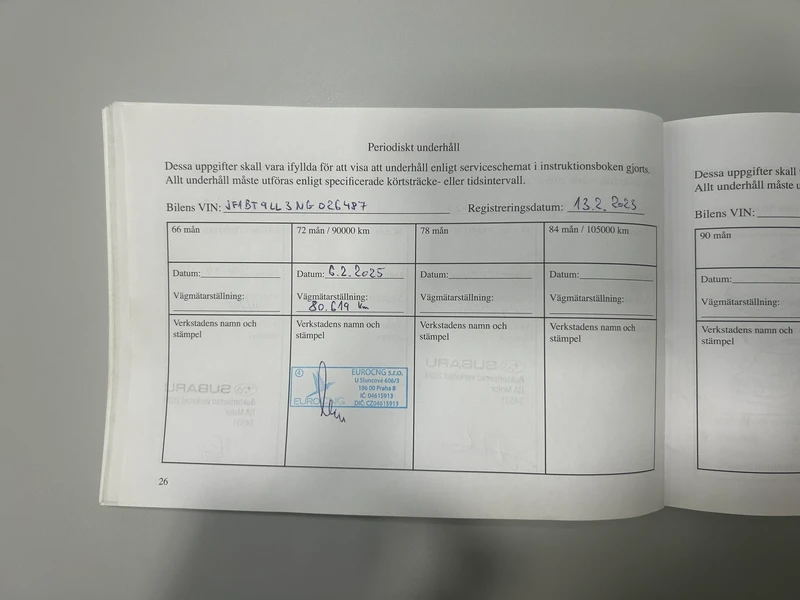 Periodiskt underhåll
Dessa uppgifter skall vara ifyllda för att visa att underhåll enligt serviceschemat i instruktionsboken gjorts.
Allt underhåll måste utföras enligt specificerade körtsträcke- eller tidsintervall.
Bilens VIN: JF1BT9LL3NG026487 Registreringsdatum: 13.2.2023
66 mån 72 mån / 90000 km 78 mån 84 mån / 105000 km
Datum: Datum: 6.2.2025 Datum: Datum:
Vägmätarställning: Vägmätarställning: Vägmätarställning: Vägmätarställning:
80.619 km
Verkstadens namn och Verkstadens namn och Verkstadens namn och Verkstadens namn och
stämpel stämpel stämpel stämpel
EUROCNG s.r.o.
U Sluncové 606/3
186 00 Praha 8
IČ: 04615913
DIČ: CZ04615913
SUBARU
SUBARU
26
Dessa uppgifter skall
Allt underhåll måste
Bilens VIN:
90 mån
Datum:
Vägmätarställning:
Verkstadens namn och
stämpel